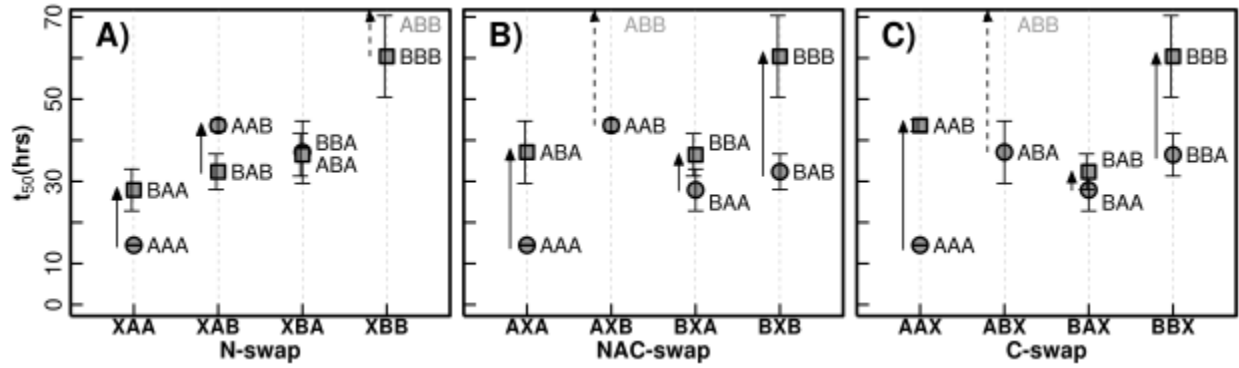 A)
ABB
BBB
AAB
BBA
ABA
BAB
BAA
AAA
t50(hrs)
0
10
30
50
70
XAA XAB XBA XBB
N-swap
B)
ABB
BBB
AAB
ABA
BBA
BAB
BAA
AAA
AXA AXB BXA BXB
NAC-swap
C)
ABB
BBB
AAB
ABA
BAB
BBA
BAA
AAA
AAX ABX BAX BBX
C-swap